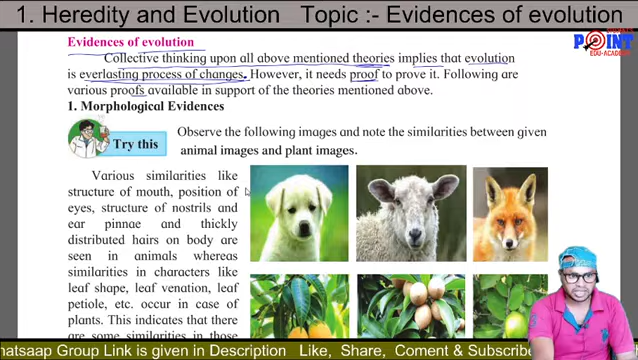 1. Heredity and Evolution Topic :- Evidences of evolution
POINT
EDU-ACADEMY
Evidences of evolution
Collective thinking upon all above mentioned theories implies that evolution
is everlasting process of changes. However, it needs proof to prove it. Following are
various proofs available in support of the theories mentioned above.
1. Morphological Evidences
Try this
Observe the following images and note the similarities between given
animal images and plant images.
Various similarities like
structure of mouth, position of
eyes, structure of nostrils and
ear pinnae and thickly
distributed hairs on body are
seen in animals whereas
similarities in characters like
leaf shape, leaf venation, leaf
petiole, etc. occur in case of
plants. This indicates that there
are some similarities in those
hatsaap Group Link is given in Description Like, Share, Coment & Subscribe